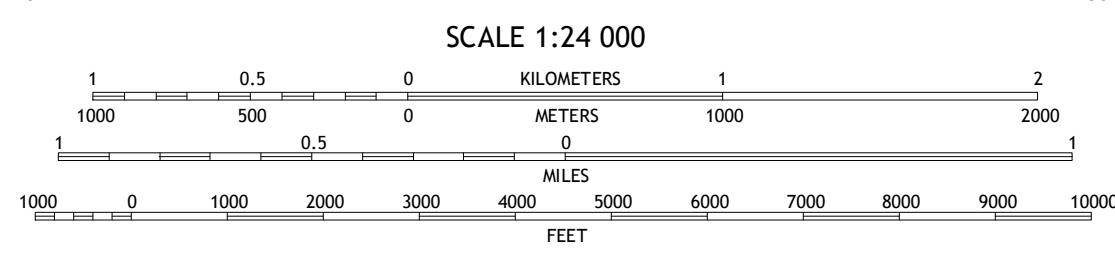 SCALE 1:24 000
1 0.5 0 KILOMETERS 1 2
1000 500 0 METERS 1000 2000
1 0.5 0 1
MILES
1000 0 1000 2000 3000 4000 5000 6000 7000 8000 9000 10000
FEET